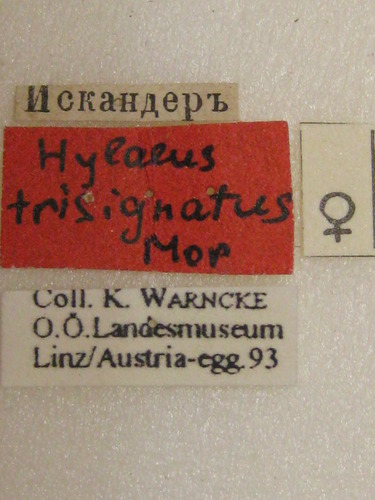 Искандеръ
Hylaeus
trisignatus
Mor
♀
Coll. K. WARNCKE
O.Ö.Landesmuseum
Linz/Austria-egg.93